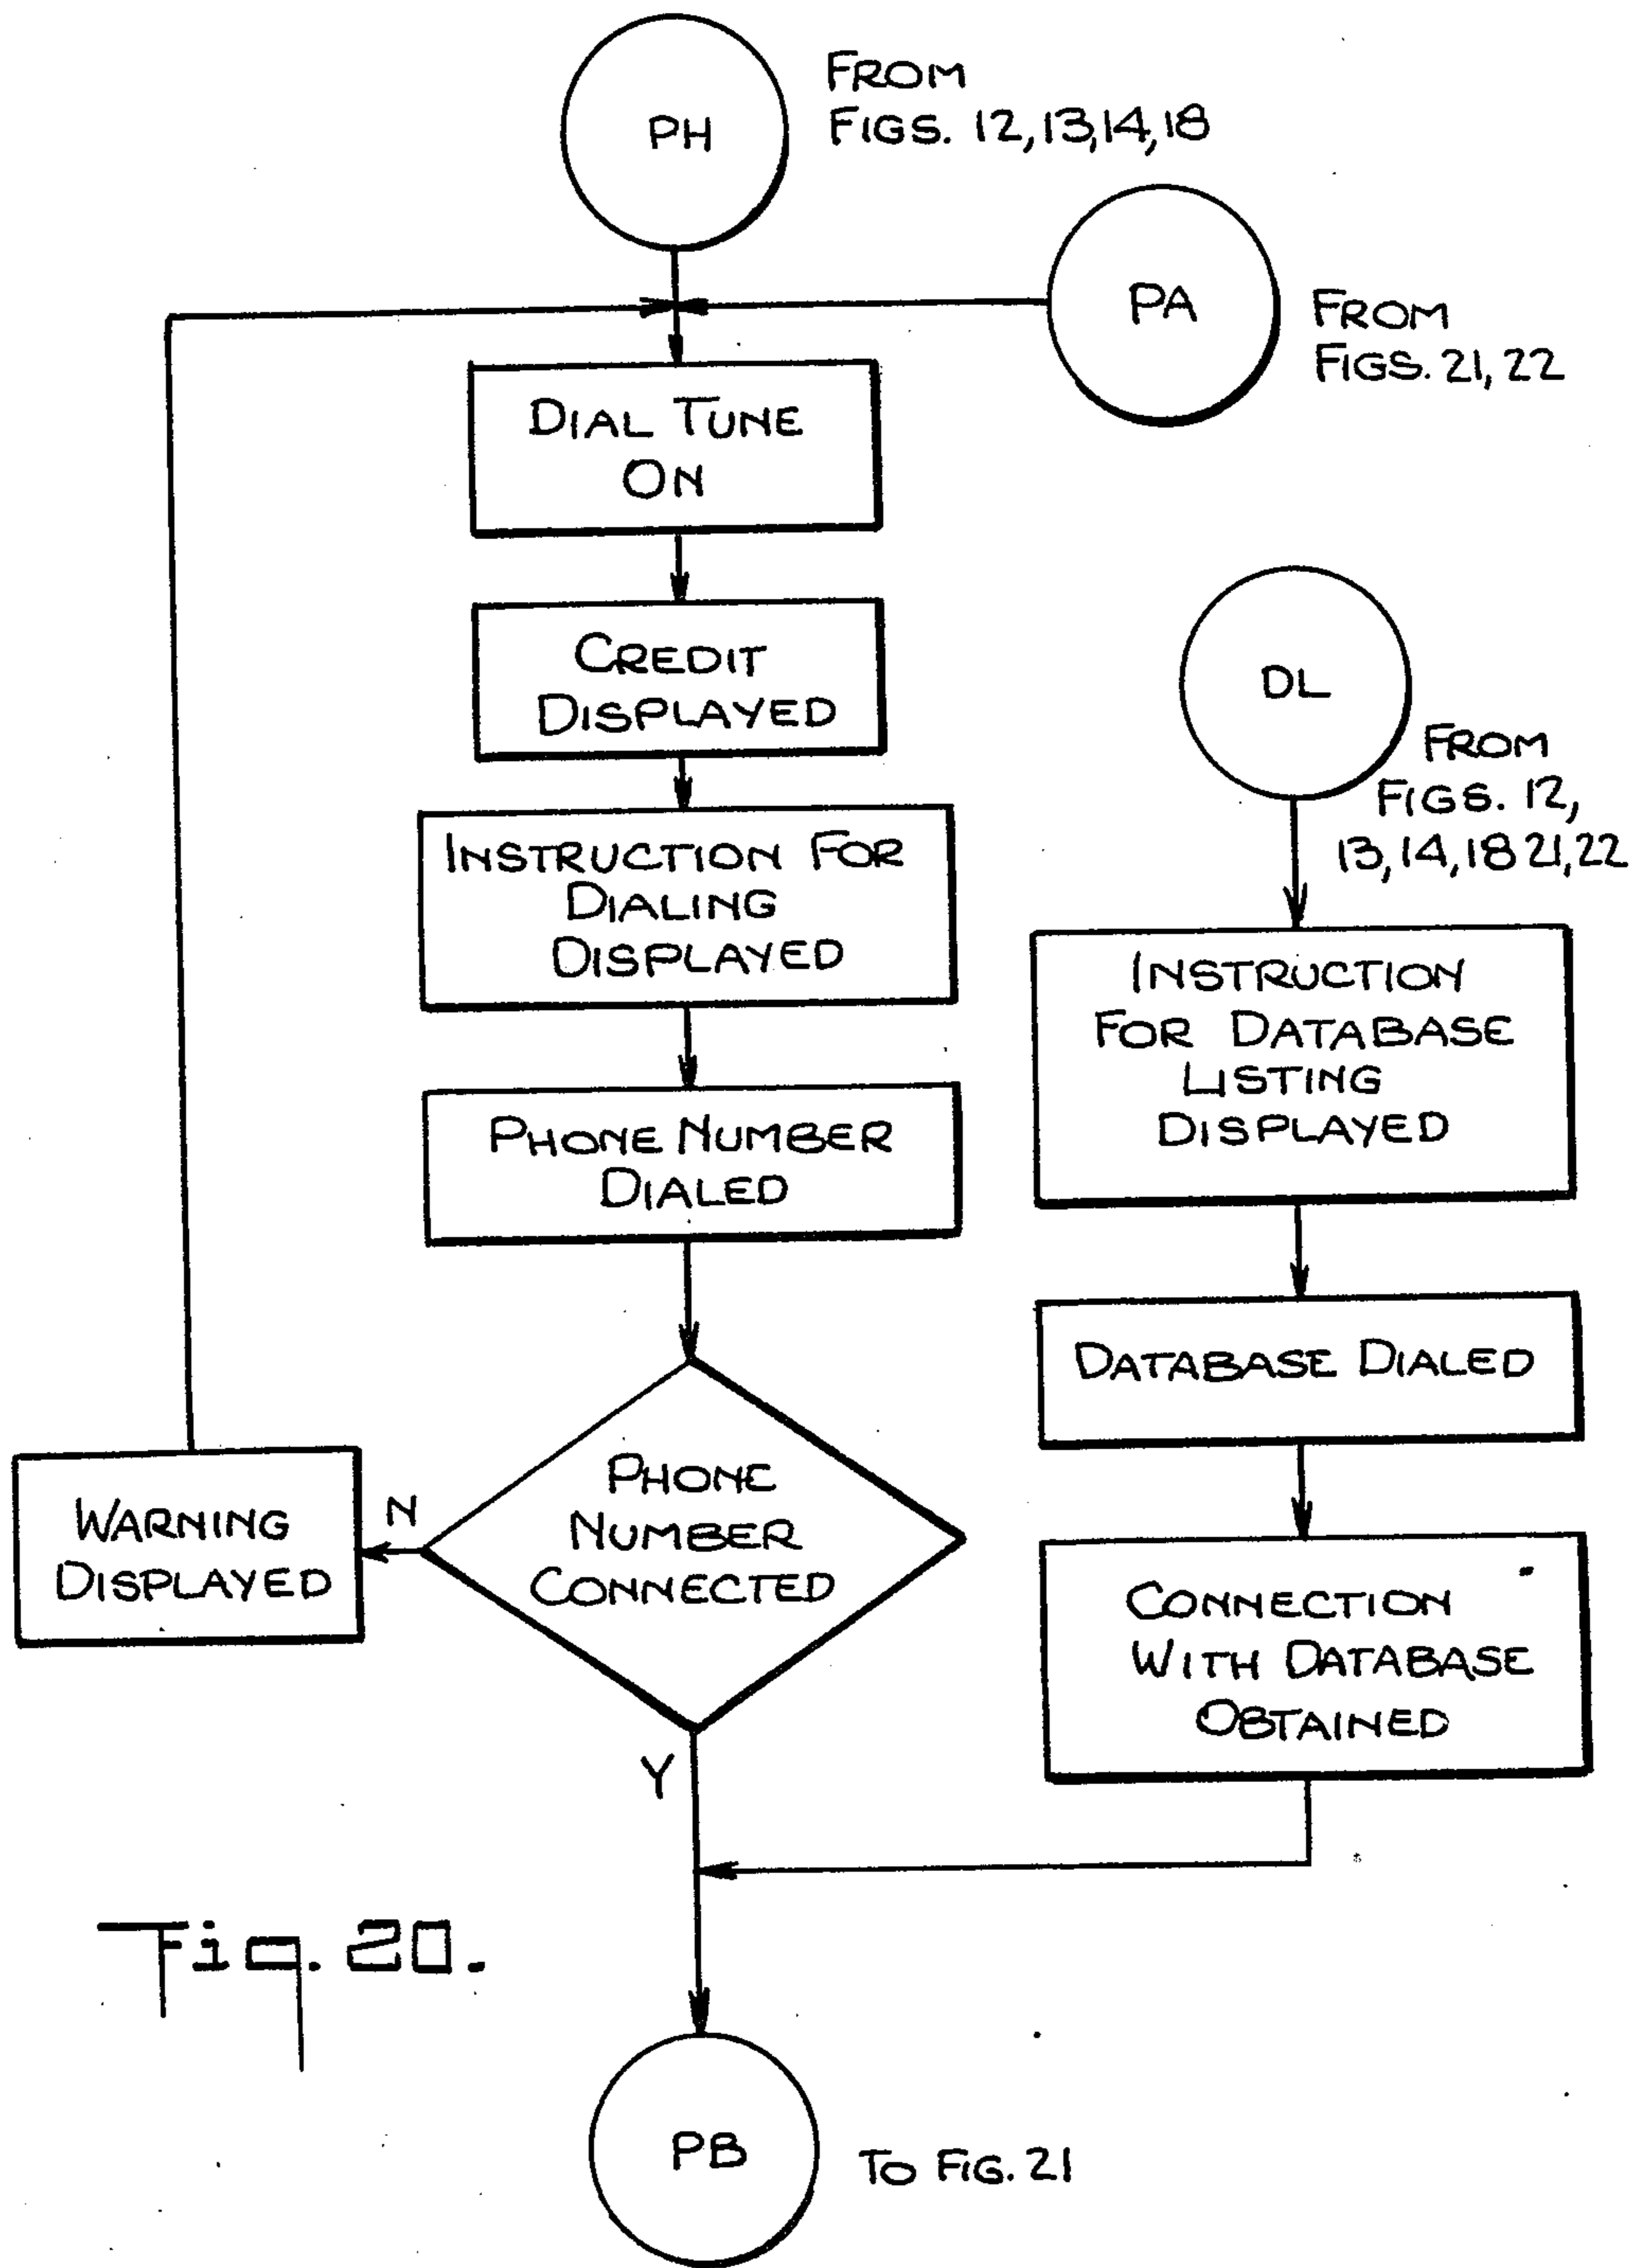 PH
FROM
FIGS. 12,13,14,18
PA
FROM
FIGS. 21,22
DIAL TUNE
ON
CREDIT
DISPLAYED
INSTRUCTION FOR
DIALING
DISPLAYED
PHONE NUMBER
DIALED
PHONE
NUMBER
CONNECTED
N
WARNING
DISPLAYED
Y
DL
FROM
FIGS. 12,
13,14,18 21,22
INSTRUCTION
FOR DATABASE
LISTING
DISPLAYED
DATABASE DIALED
CONNECTION
WITH DATABASE
OBTAINED
PB
TO FIG. 21
Fig. 20.